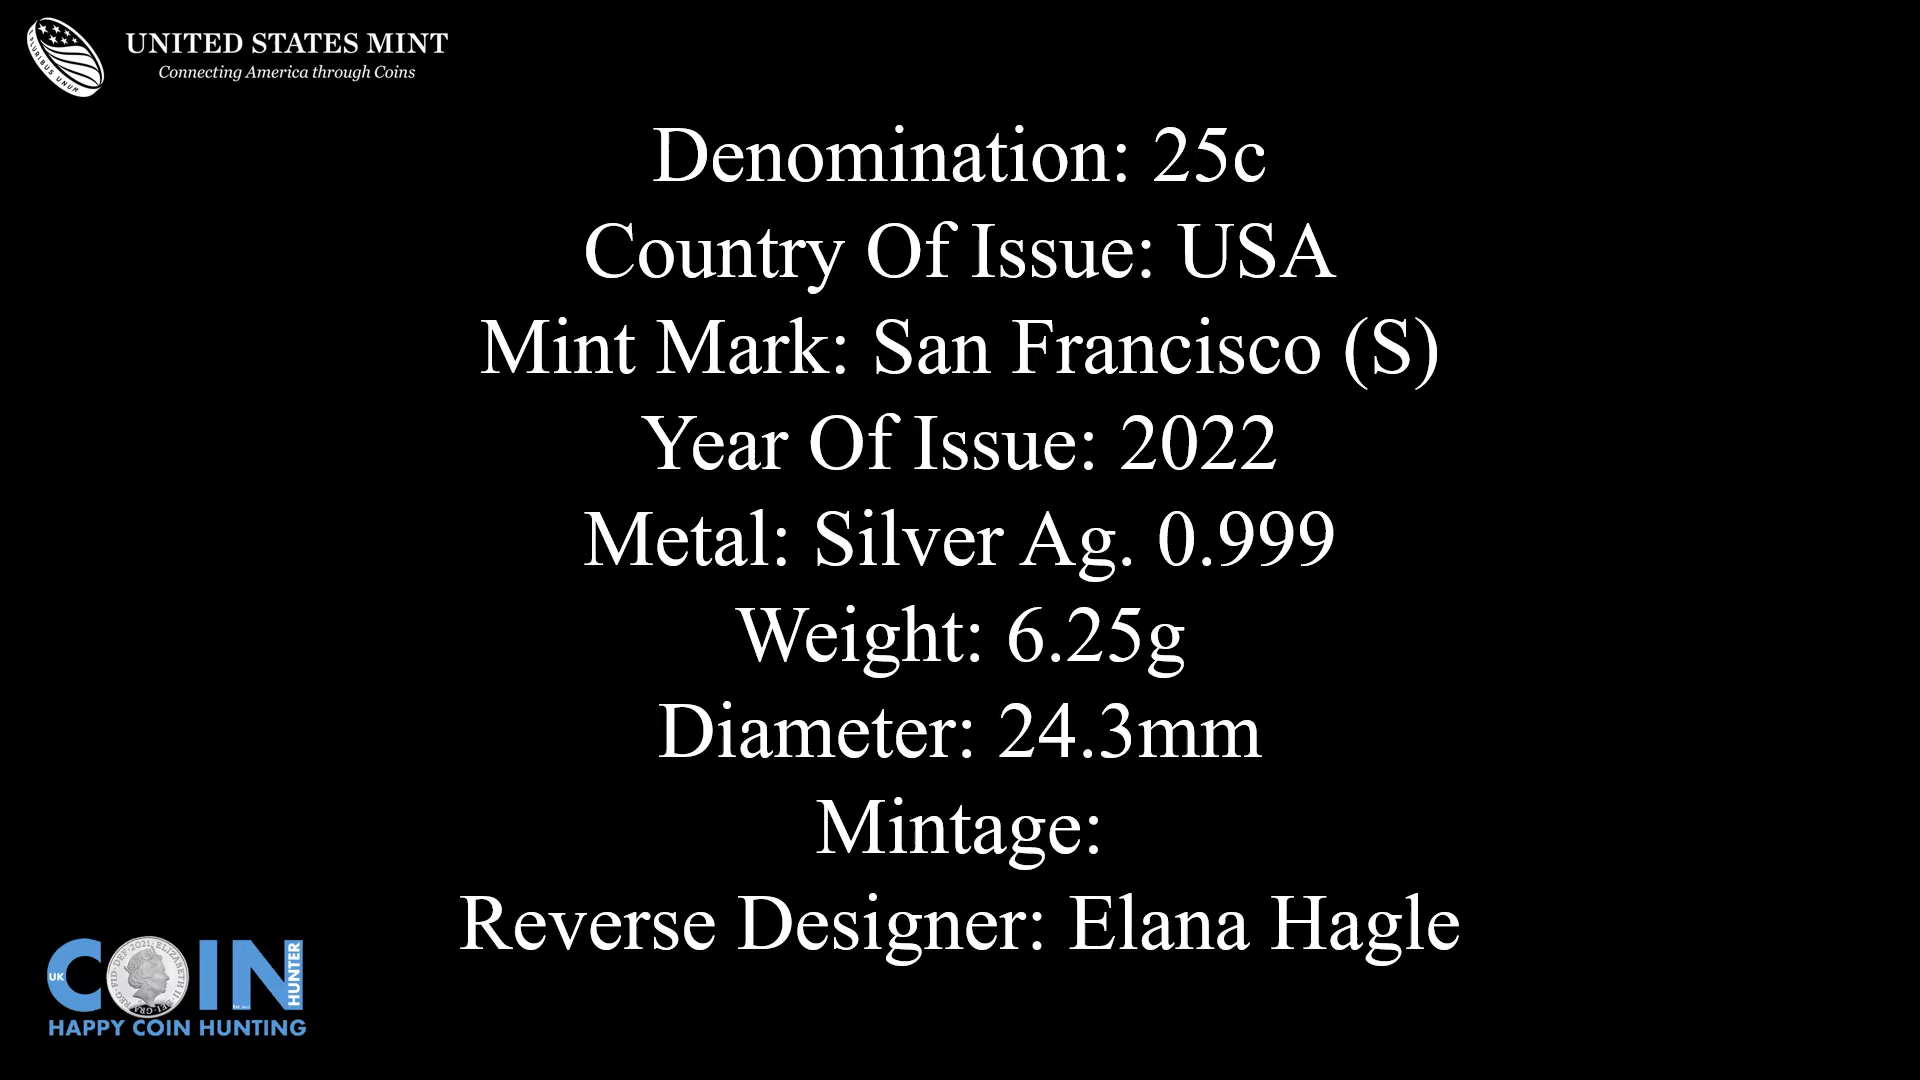 UNITED STATES MINT
Connecting America through Coins
Denomination: 25c
Country Of Issue: USA
Mint Mark: San Francisco (S)
Year Of Issue: 2022
Metal: Silver Ag. 0.999
Weight: 6.25g
Diameter: 24.3mm
Mintage:
Reverse Designer: Elana Hagle
UK COIN HUNTER
HAPPY COIN HUNTING